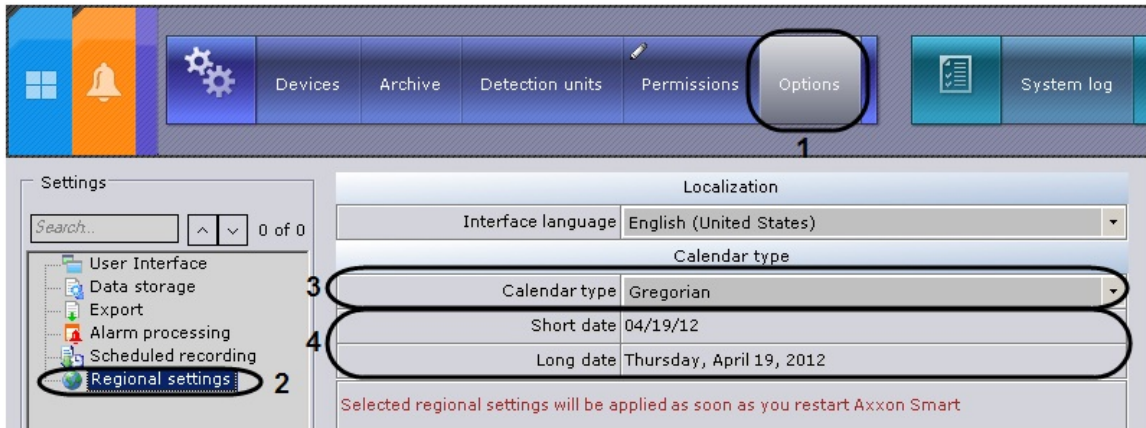 Devices Archive Detection units Permissions Options System log
1
Settings
Search... 0 of 0
User Interface
Data storage
Export
Alarm processing
Scheduled recording
Regional settings 2
Localization
Interface language English (United States)
Calendar type
3 Calendar type Gregorian
4 Short date 04/19/12
Long date Thursday, April 19, 2012
Selected regional settings will be applied as soon as you restart Axxon Smart